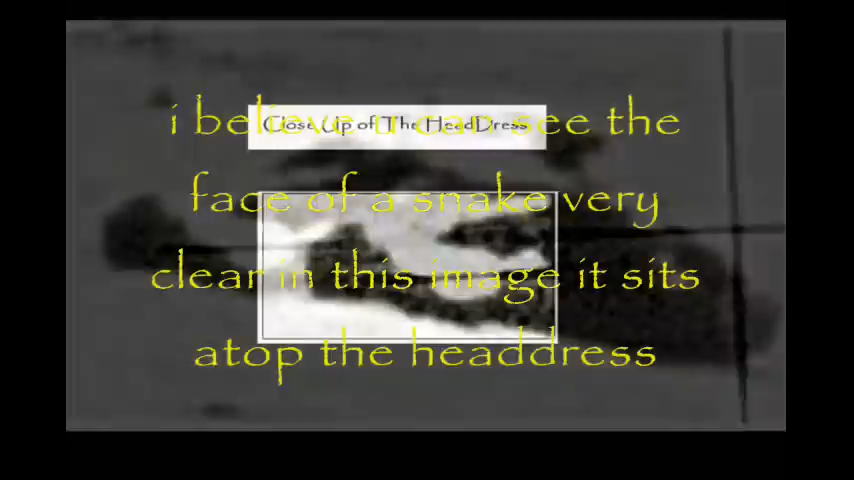 Close Up of The HeadDress
i believe u can see the
face of a snake very
clear in this image it sits
atop the headdress